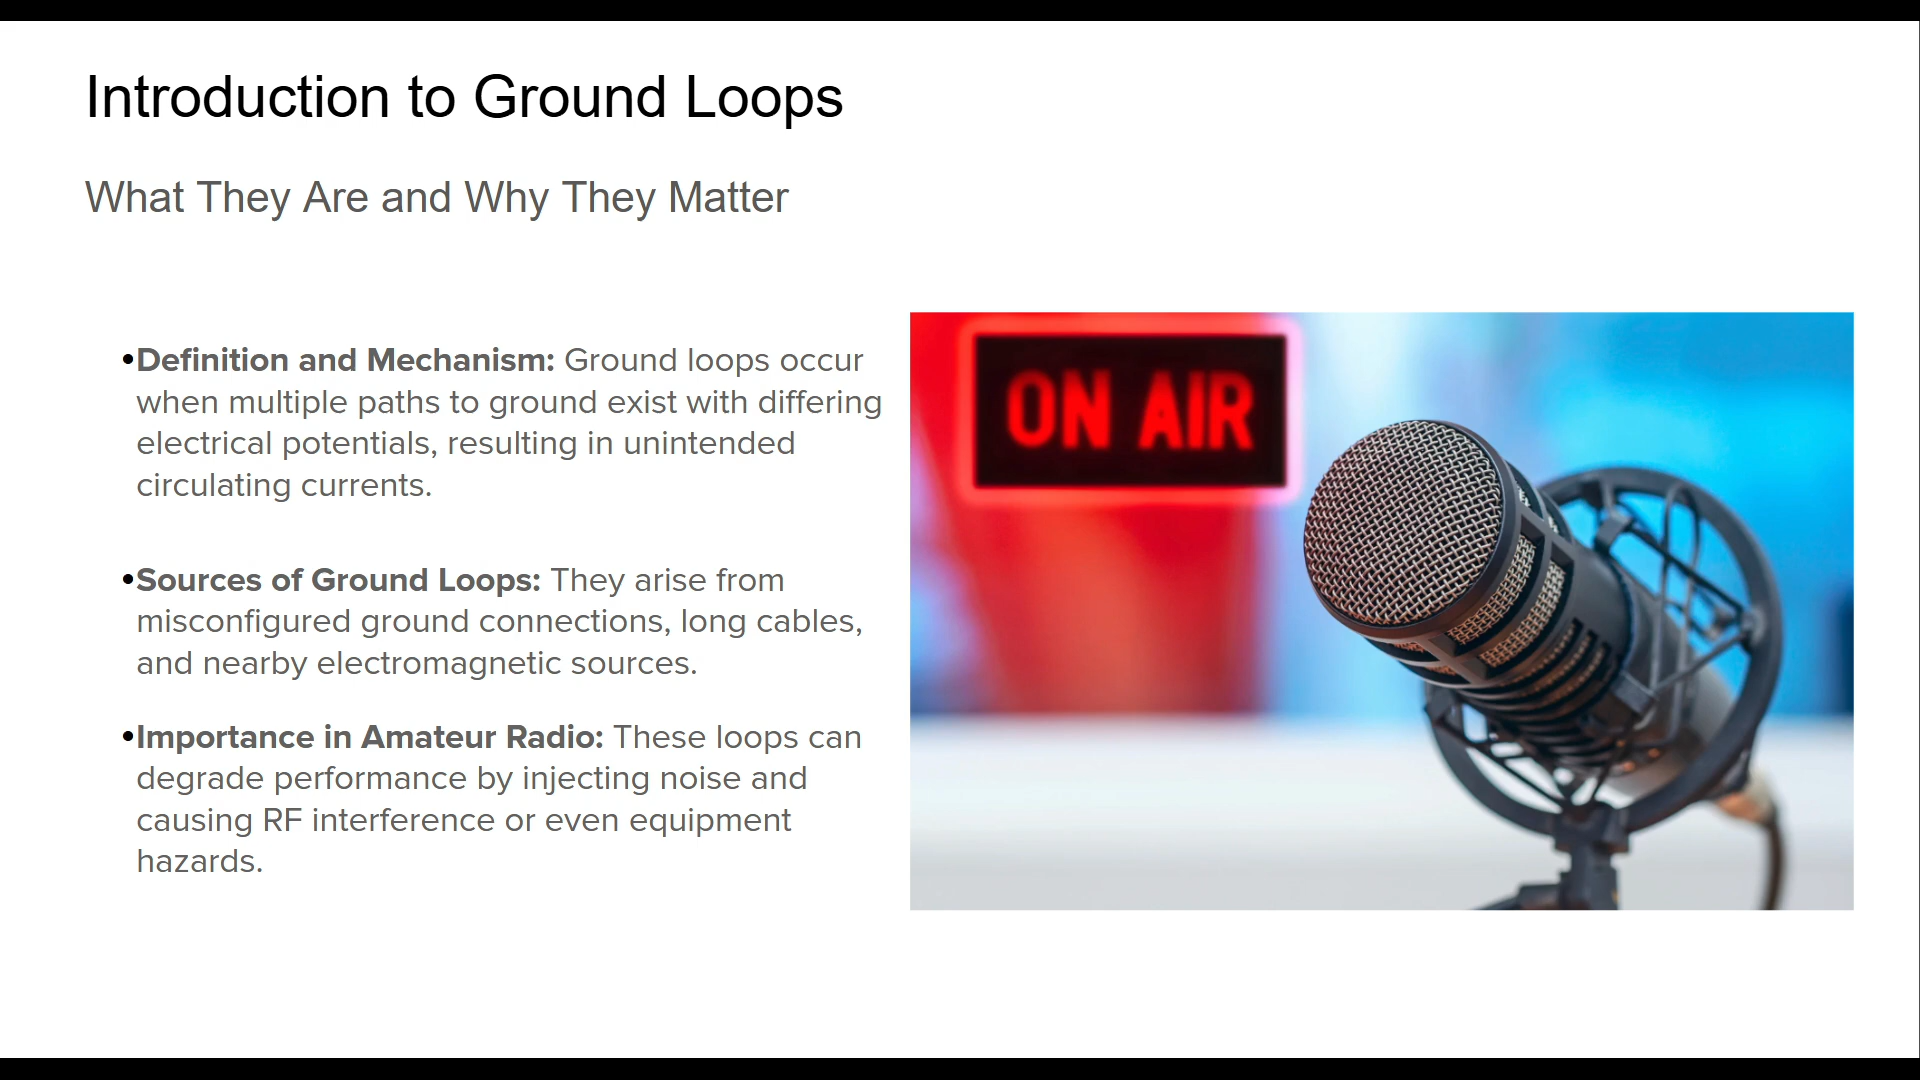 Introduction to Ground Loops
What They Are and Why They Matter
•Definition and Mechanism: Ground loops occur
when multiple paths to ground exist with differing
electrical potentials, resulting in unintended
circulating currents.
•Sources of Ground Loops: They arise from
misconfigured ground connections, long cables,
and nearby electromagnetic sources.
•Importance in Amateur Radio: These loops can
degrade performance by injecting noise and
causing RF interference or even equipment
hazards.
ON AIR